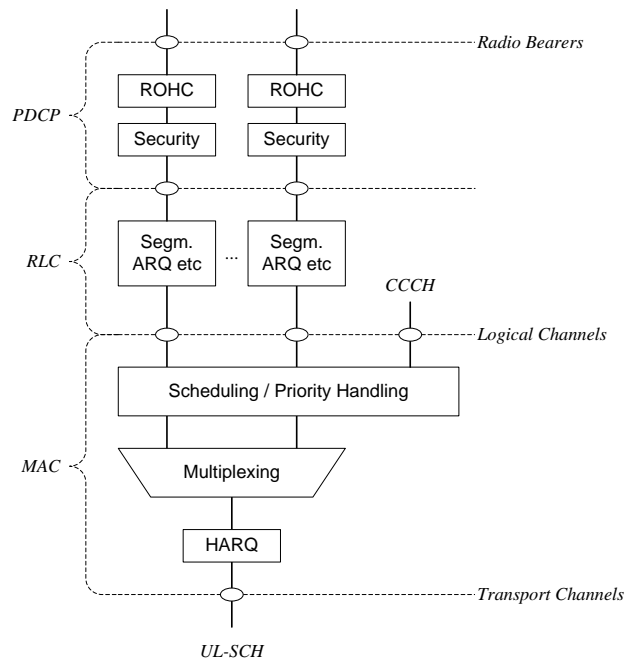 Radio Bearers
ROHC ROHC
PDCP
Security Security
Segm. ARQ etc ... Segm. ARQ etc
RLC
CCCH
Logical Channels
Scheduling / Priority Handling
MAC
Multiplexing
HARQ
Transport Channels
UL-SCH